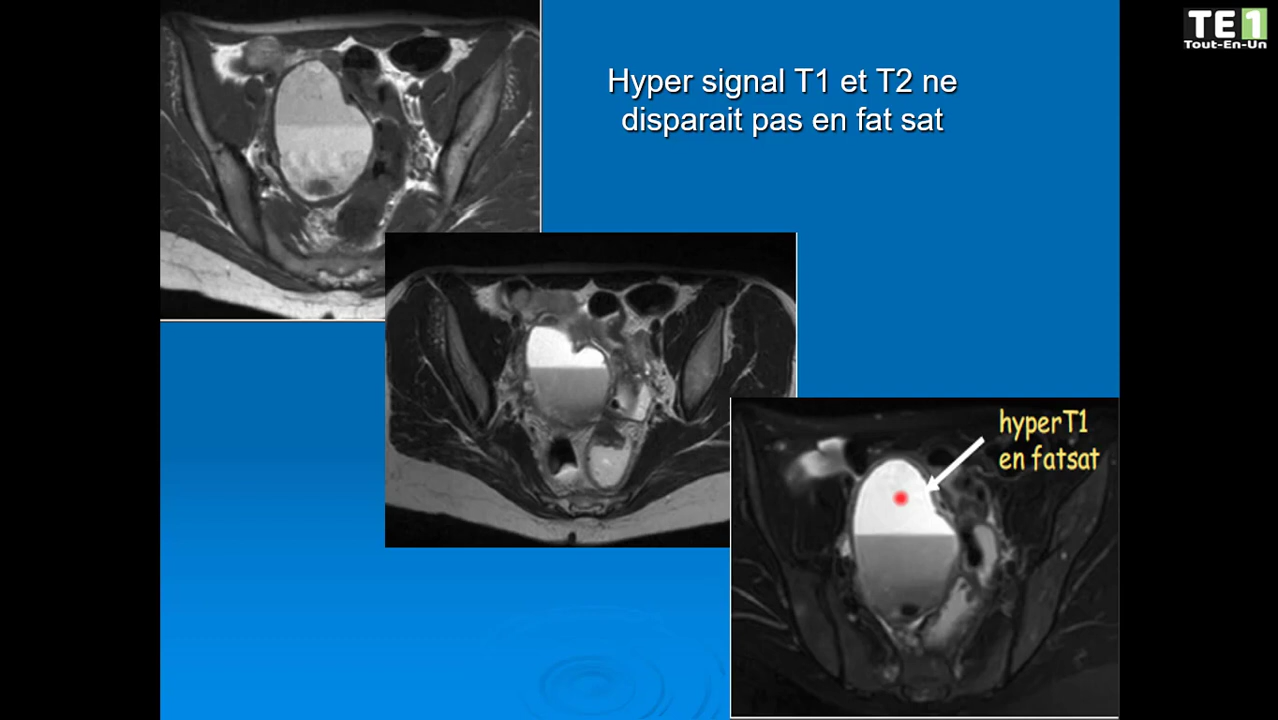 TE1
Tout-En-Un
Hyper signal T1 et T2 ne
disparait pas en fat sat
hyperT1
en fatsat